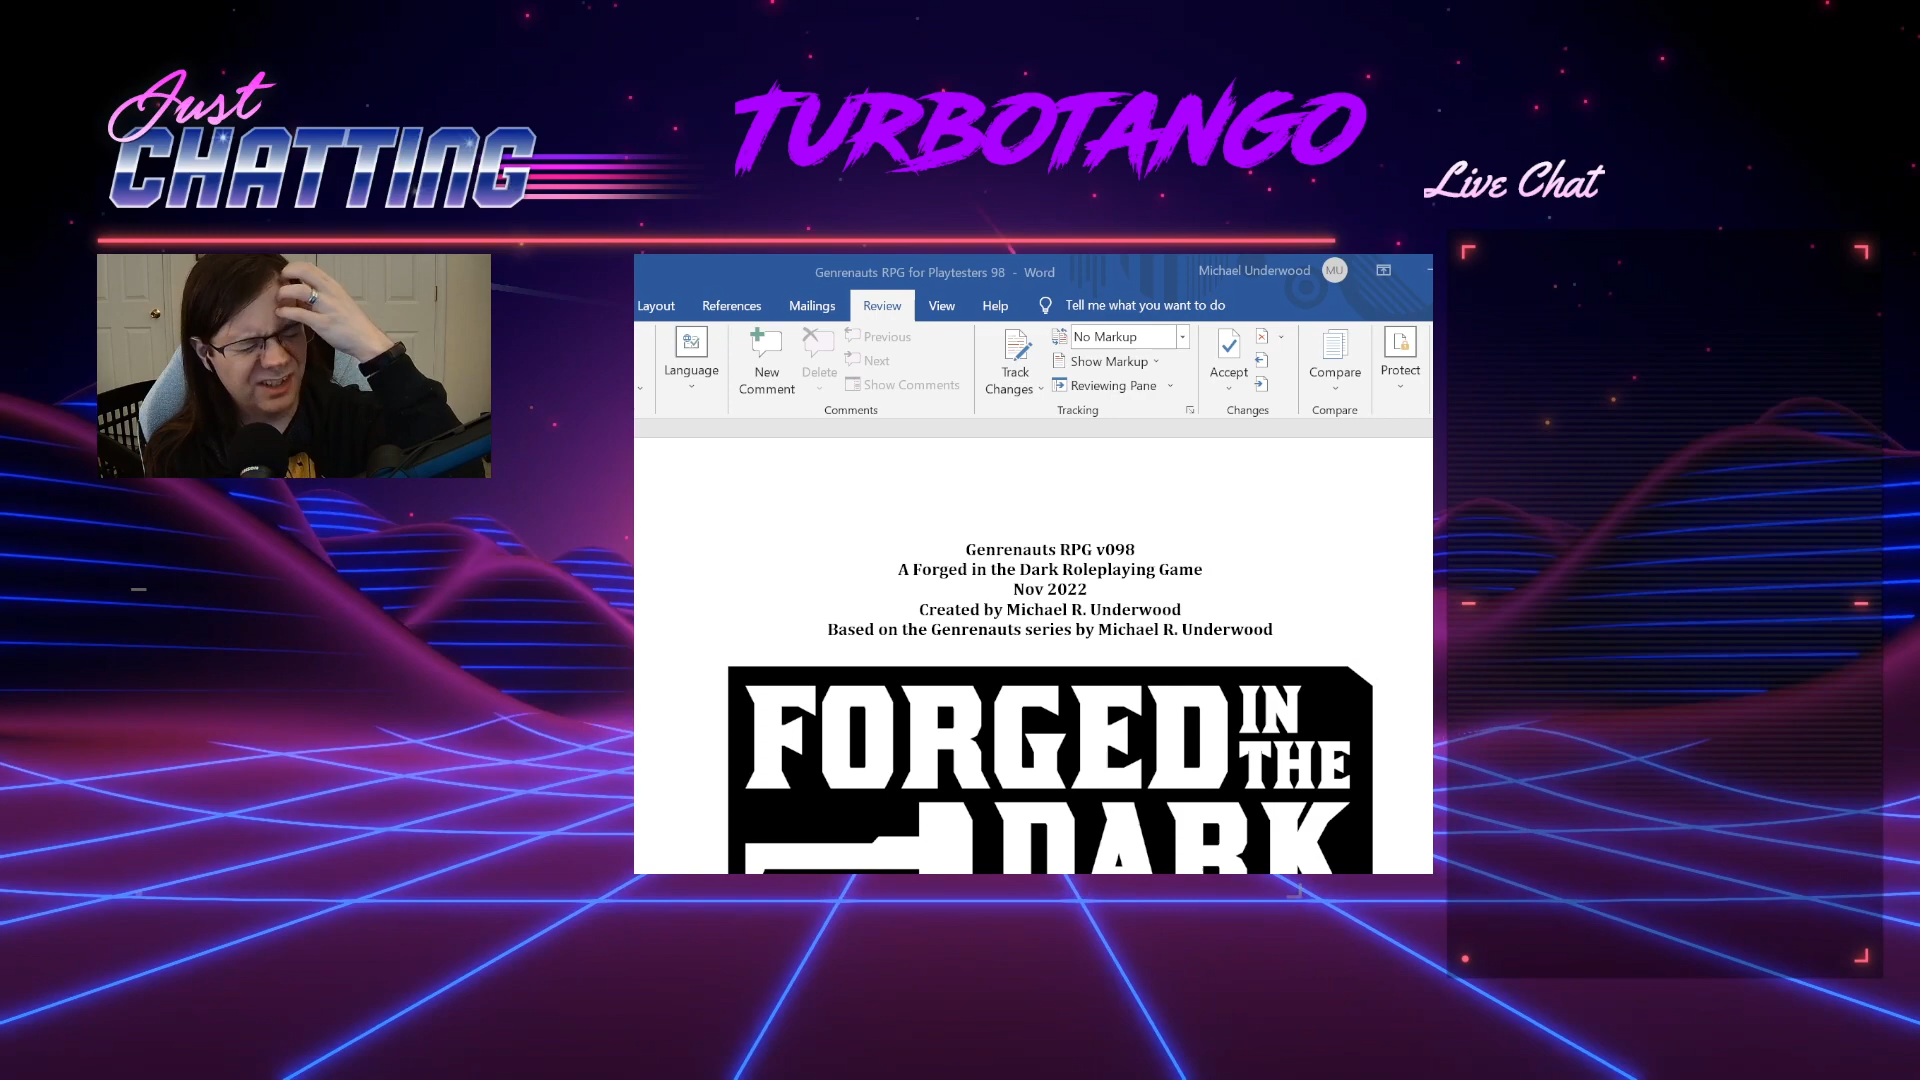 Just
CHATTING
TURBOTANGO
Live Chat
Genrenauts RPG for Playtesters 98 - Word
Michael Underwood
MU
Layout
References
Mailings
Review
View
Help
Tell me what you want to do
Language
New
Comment
Delete
Previous
Next
Show Comments
Comments
Track
Changes
No Markup
Show Markup
Reviewing Pane
Tracking
Accept
Changes
Compare
Compare
Protect
Genrenauts RPG v098
A Forged in the Dark Roleplaying Game
Nov 2022
Created by Michael R. Underwood
Based on the Genrenauts series by Michael R. Underwood
FORGED IN
THE
DARK